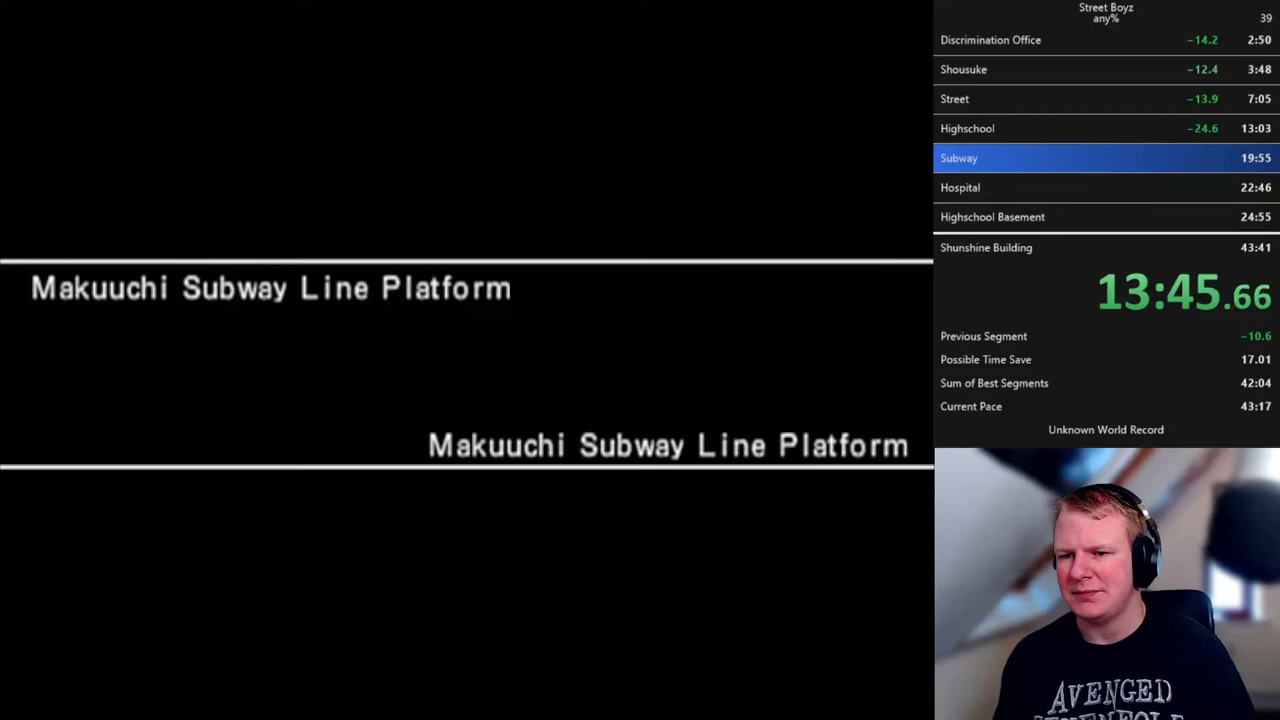 Street Boyz
any%
39
Discrimination Office -14.2 2:50
Shousuke -12.4 3:48
Street -13.9 7:05
Highschool -24.6 13:03
Subway 19:55
Hospital 22:46
Highschool Basement 24:55
Shunshine Building 43:41
13:45.66
Previous Segment -10.6
Possible Time Save 17.01
Sum of Best Segments 42:04
Current Pace 43:17
Unknown World Record
Makuuchi Subway Line Platform
Makuuchi Subway Line Platform
AVENGED
SEVENFOLD